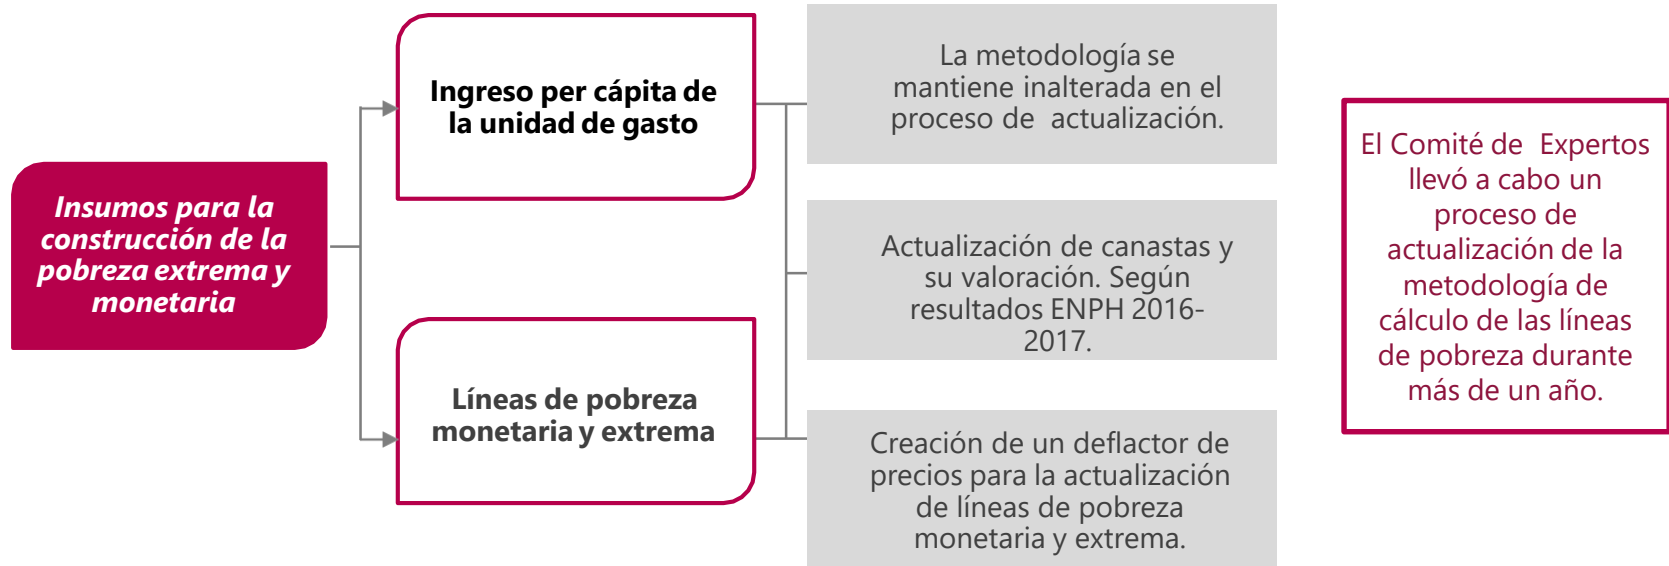 Insumos para la
construcción de la
pobreza extrema y
monetaria
Ingreso per cápita de
la unidad de gasto
Líneas de pobreza
monetaria y extrema
La metodología se
mantiene inalterada en el
proceso de actualización.
Actualización de canastas y
su valoración. Según
resultados ENPH 2016-
2017.
Creación de un deflactor de
precios para la actualización
de líneas de pobreza
monetaria y extrema.
El Comité de Expertos
llevó a cabo un
proceso de
actualización de la
metodología de
cálculo de las líneas
de pobreza durante
más de un año.